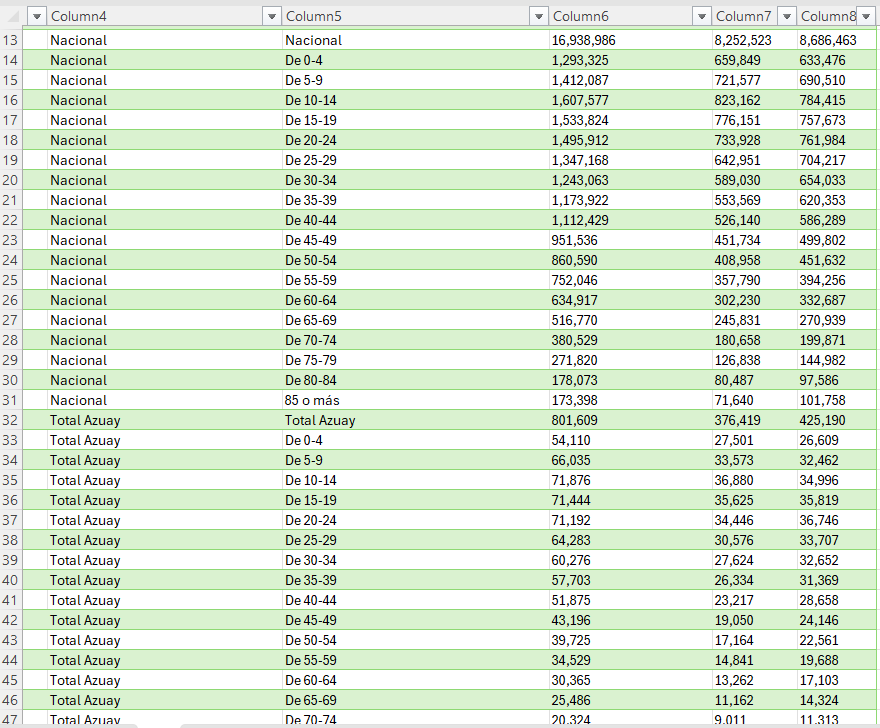 Column4 Column5 Column6 Column7 Column8
13 Nacional Nacional 16,938,986 8,252,523 8,686,463
14 Nacional De 0-4 1,293,325 659,849 633,476
15 Nacional De 5-9 1,412,087 721,577 690,510
16 Nacional De 10-14 1,607,577 823,162 784,415
17 Nacional De 15-19 1,533,824 776,151 757,673
18 Nacional De 20-24 1,495,912 733,928 761,984
19 Nacional De 25-29 1,347,168 642,951 704,217
20 Nacional De 30-34 1,243,063 589,030 654,033
21 Nacional De 35-39 1,173,922 553,569 620,353
22 Nacional De 40-44 1,112,429 526,140 586,289
23 Nacional De 45-49 951,536 451,734 499,802
24 Nacional De 50-54 860,590 408,958 451,632
25 Nacional De 55-59 752,046 357,790 394,256
26 Nacional De 60-64 634,917 302,230 332,687
27 Nacional De 65-69 516,770 245,831 270,939
28 Nacional De 70-74 380,529 180,658 199,871
29 Nacional De 75-79 271,820 126,838 144,982
30 Nacional De 80-84 178,073 80,487 97,586
31 Nacional 85 o más 173,398 71,640 101,758
32 Total Azuay Total Azuay 801,609 376,419 425,190
33 Total Azuay De 0-4 54,110 27,501 26,609
34 Total Azuay De 5-9 66,035 33,573 32,462
35 Total Azuay De 10-14 71,876 36,880 34,996
36 Total Azuay De 15-19 71,444 35,625 35,819
37 Total Azuay De 20-24 71,192 34,446 36,746
38 Total Azuay De 25-29 64,283 30,576 33,707
39 Total Azuay De 30-34 60,276 27,624 32,652
40 Total Azuay De 35-39 57,703 26,334 31,369
41 Total Azuay De 40-44 51,875 23,217 28,658
42 Total Azuay De 45-49 43,196 19,050 24,146
43 Total Azuay De 50-54 39,725 17,164 22,561
44 Total Azuay De 55-59 34,529 14,841 19,688
45 Total Azuay De 60-64 30,365 13,262 17,103
46 Total Azuay De 65-69 25,486 11,162 14,324
47 Total Azuay De 70-74 20,324 9,011 11,313